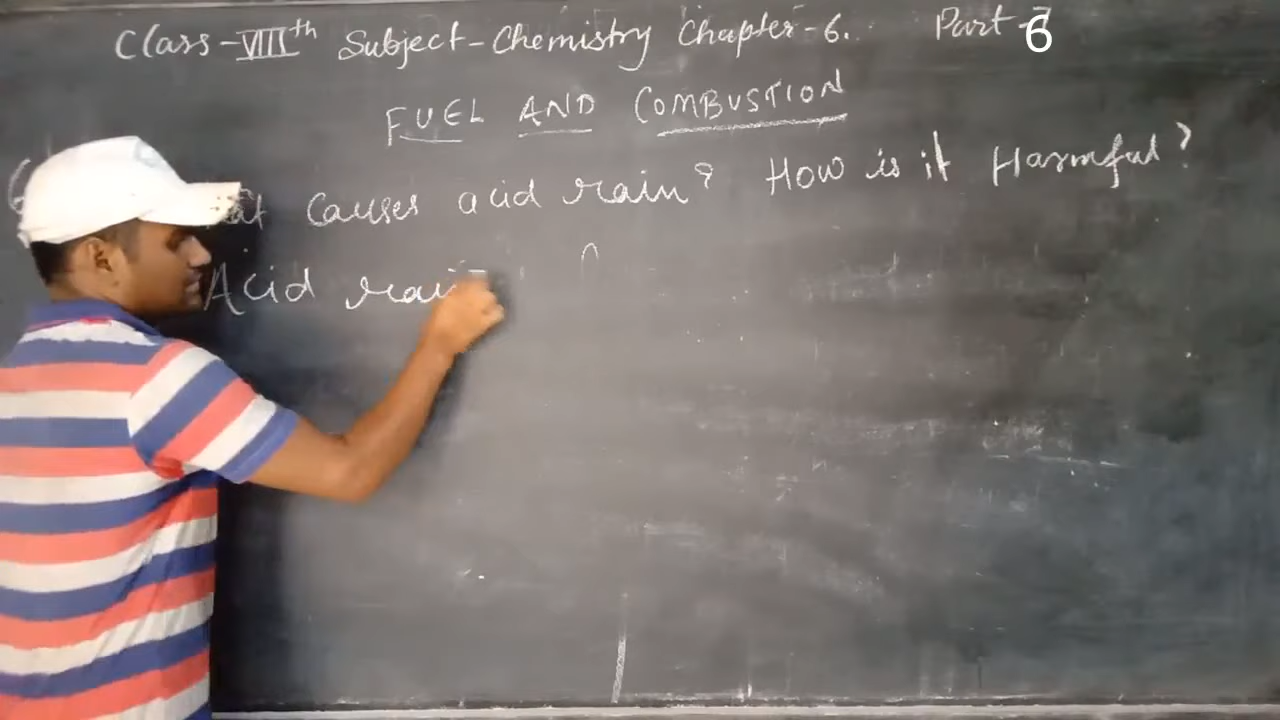 Class-VIIIth Subject-Chemistry Chapter-6. Part-6
FUEL AND COMBUSTION
causes acid rain? How is it Harmful?
Acid rain